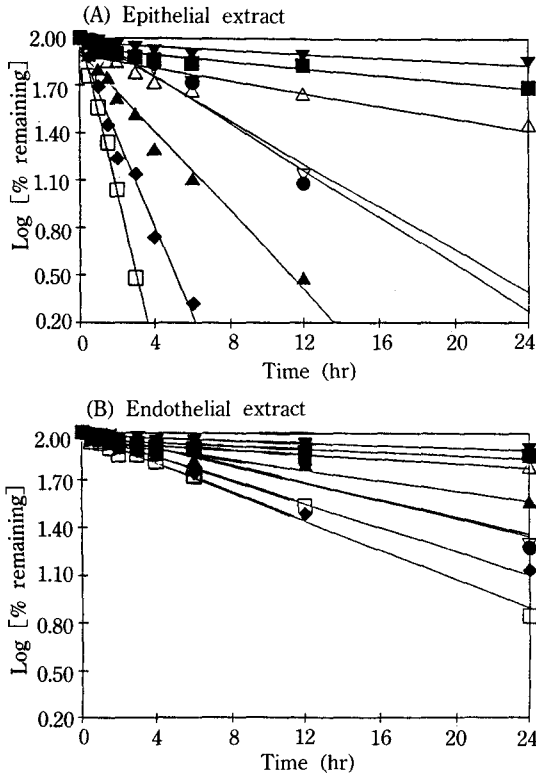 (A) Epithelial extract
Log [% remaining]
2.00
1.70
1.40
1.10
0.80
0.50
0.20
0 4 8 12 16 20 24
Time (hr)
(B) Endothelial extract
Log [% remaining]
2.00
1.70
1.40
1.10
0.80
0.50
0.20
0 4 8 12 16 20 24
Time (hr)